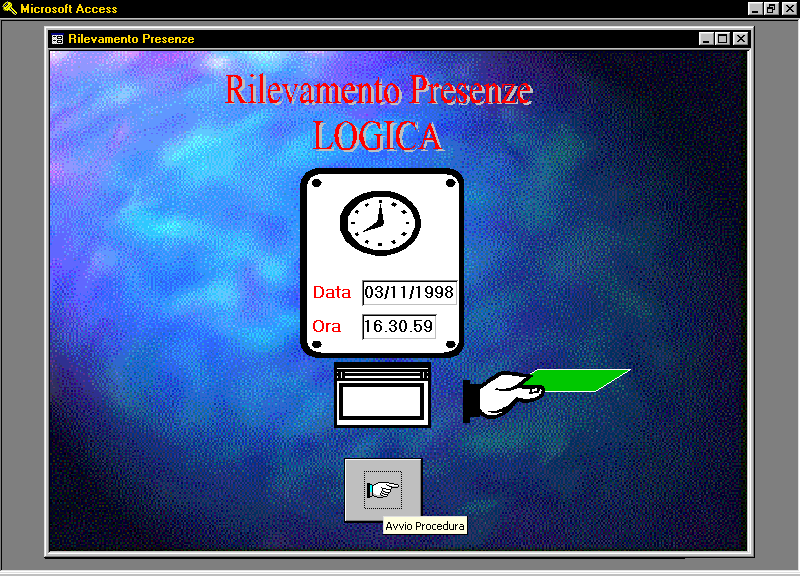 Microsoft Access
Rilevamento Presenze
Rilevamento Presenze
LOGICA
Data 03/11/1998
Ora 16.30.59
Avvio Procedura